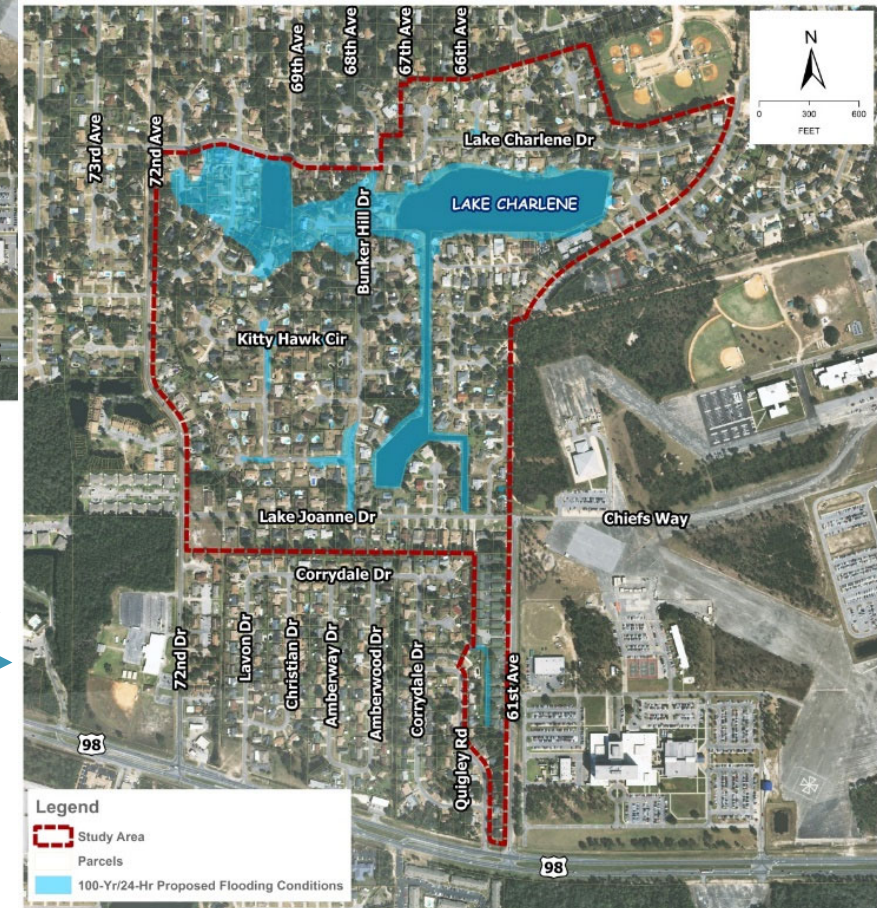 N
0 300 600
FEET
73rd Ave
72nd Ave
69th Ave
68th Ave
67th Ave
66th Ave
Lake Charlene Dr
LAKE CHARLENE
Bunker Hill Dr
Kitty Hawk Cir
Lake Joanne Dr
Chiefs Way
Corrydale Dr
72nd Dr
Lavon Dr
Christian Dr
Amberway Dr
Amberwood Dr
Corrydale Dr
Quigley Rd
61st Ave
98
98
Legend
Study Area
Parcels
100-Yr/24-Hr Proposed Flooding Conditions